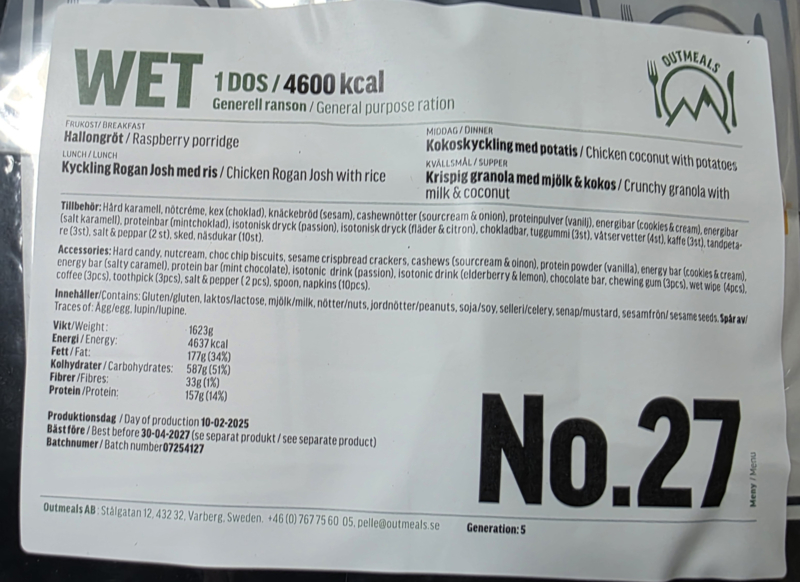 WET 1 DOS / 4600 kcal
Generell ranson / General purpose ration
OUTMEALS
FRUKOST/ BREAKFAST
Hallongröt / Raspberry porridge
LUNCH / LUNCH
Kyckling Rogan Josh med ris / Chicken Rogan Josh with rice
MIDDAG / DINNER
Kokoskyckling med potatis / Chicken coconut with potatoes
KVÄLLSMÅL / SUPPER
Krispig granola med mjölk & kokos / Crunchy granola with
milk & coconut
Tillbehör: Hård karamell, nötcréme, kex (choklad), knäckebröd (sesam), cashewnötter (sourcream & onion), proteinpulver (vanilj), energibar (cookies & cream), energibar
(salt karamell), proteinbar (mintchoklad), isotonisk dryck (passion), isotonisk dryck (fläder & citron), chokladbar, tuggummi (3st), våtservetter (4st), kaffe (3st), tandpeta-
re (3st), salt & peppar (2 st), sked, näsdukar (10st).
Accessories: Hard candy, nutcream, choc chip biscuits, sesame crispbread crackers, cashews (sourcream & oinon), protein powder (vanilla), energy bar (cookies & cream),
energy bar (salty caramel), protein bar (mint chocolate), isotonic drink (passion), isotonic drink (elderberry & lemon), chocolate bar, chewing gum (3pcs), wet wipe (4pcs),
coffee (3pcs), toothpick (3pcs), salt & pepper ( 2 pcs), spoon, napkins (10pcs).
Innehåller/Contains: Gluten/gluten, laktos/lactose, mjölk/milk, nötter/nuts, jordnötter/peanuts, soja/soy, selleri/celery, senap/mustard, sesamfrön/ sesame seeds. Spår av/
Traces of: Ägg/egg, lupin/lupine.
Vikt/Weight: 1623g
Energi / Energy: 4637 kcal
Fett / Fat: 177g (34%)
Kolhydrater / Carbohydrates: 587g (51%)
Fibrer / Fibres: 33g (1%)
Protein /Protein: 157g (14%)
Produktionsdag / Day of production 10-02-2025
Bäst före / Best before 30-04-2027 (se separat produkt / see separate product)
Batchnumer / Batch number 07254127
No.27
Meny / Menu
Outmeals AB : Stålgatan 12, 432 32, Varberg, Sweden. +46 (0) 767 75 60 05, pelle@outmeals.se
Generation: 5